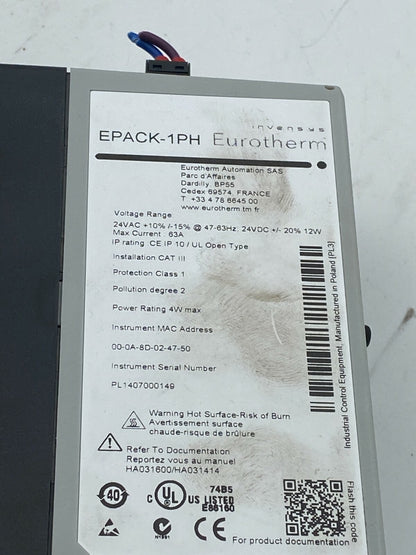 invensys
EPACK-1PH Eurotherm
Eurotherm Automation SAS
Parc d'Affaires
Dardilly, BP55
Cedex 69574, FRANCE
T. +33 4 78 6645 00
www.eurotherm.tm.fr
Voltage Range
24VAC +10% /-15% @ 47-63Hz; 24VDC +/- 20% 12W
Max Current : 63A
IP rating : CE IP 10 / UL Open Type
Installation CAT III
Protection Class 1
Pollution degree 2
Power Rating 4W max
Instrument MAC Address
00-0A-8D-02-47-50
Instrument Serial Number
PL1407000149
Industrial Control Equipment, Manufactured in Poland [PL3]
Warning Hot Surface-Risk of Burn.
Avertissement surface
chaude-risque de brûlure
Refer To Documentation
Reportez vous au manuel
HA031600/HA031414
40
C UL US LISTED
74B5
E86160
N•991
CE
Flash this code
For product documentation